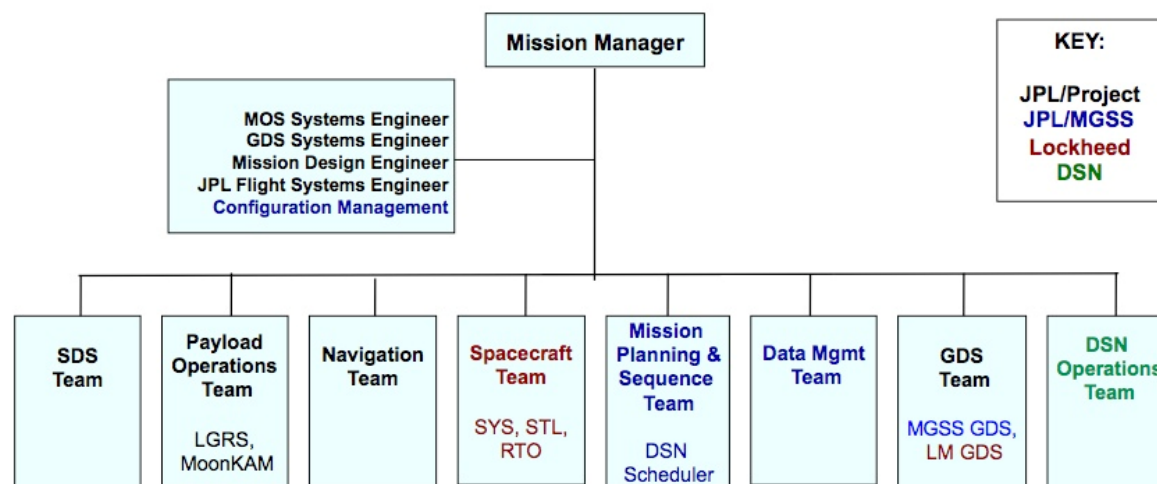 Mission Manager
KEY:
JPL/Project
JPL/MGSS
Lockheed
DSN
MOS Systems Engineer
GDS Systems Engineer
Mission Design Engineer
JPL Flight Systems Engineer
Configuration Management
SDS
Team
Payload
Operations
Team
LGRS,
MoonKAM
Navigation
Team
Spacecraft
Team
SYS, STL,
RTO
Mission
Planning &
Sequence
Team
DSN
Scheduler
Data Mgmt
Team
GDS
Team
MGSS GDS,
LM GDS
DSN
Operations
Team